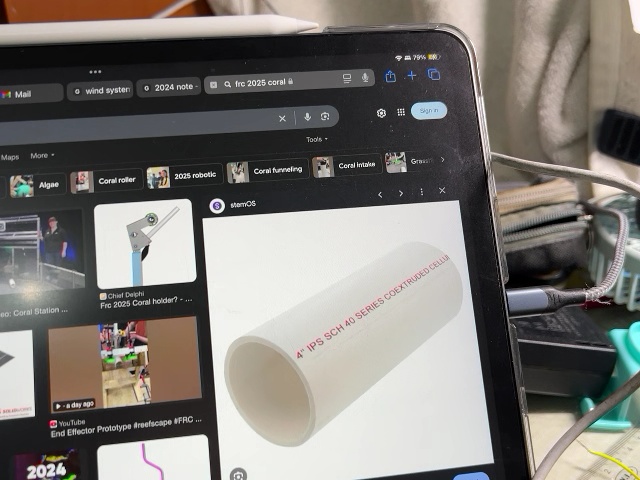 79%
Mail
wind system
2024 note
frc 2025 coral
Sign in
Tools
Maps
More
Algae
Coral roller
2025 robotic
Coral funneling
Coral intake
stemOS
4" IPS SCH 40 SERIES COEXTRUDED CELLU
Chief Delphi
Frc 2025 Coral holder? - ...
eo: Coral Station ...
- a day ago
YouTube
End Effector Prototype #reefscape #FRC ...
2024